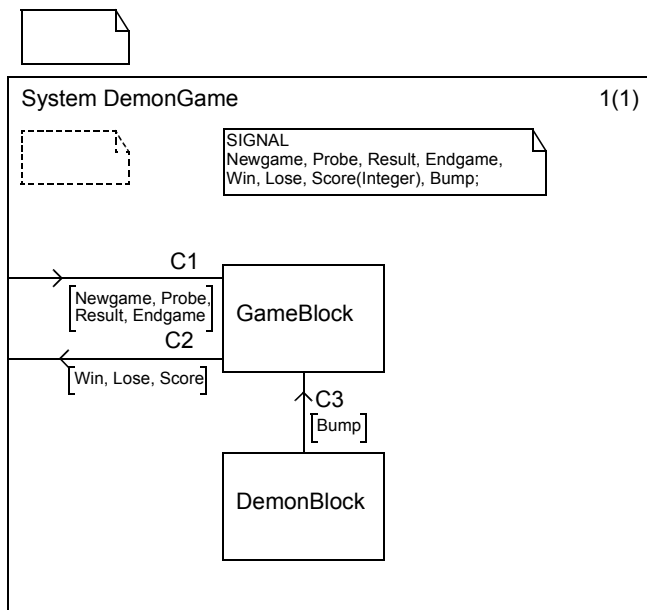 System DemonGame 1(1)
SIGNAL
Newgame, Probe, Result, Endgame,
Win, Lose, Score(Integer), Bump;
C1
Newgame, Probe,
Result, Endgame
GameBlock
C2
Win, Lose, Score
C3
Bump
DemonBlock